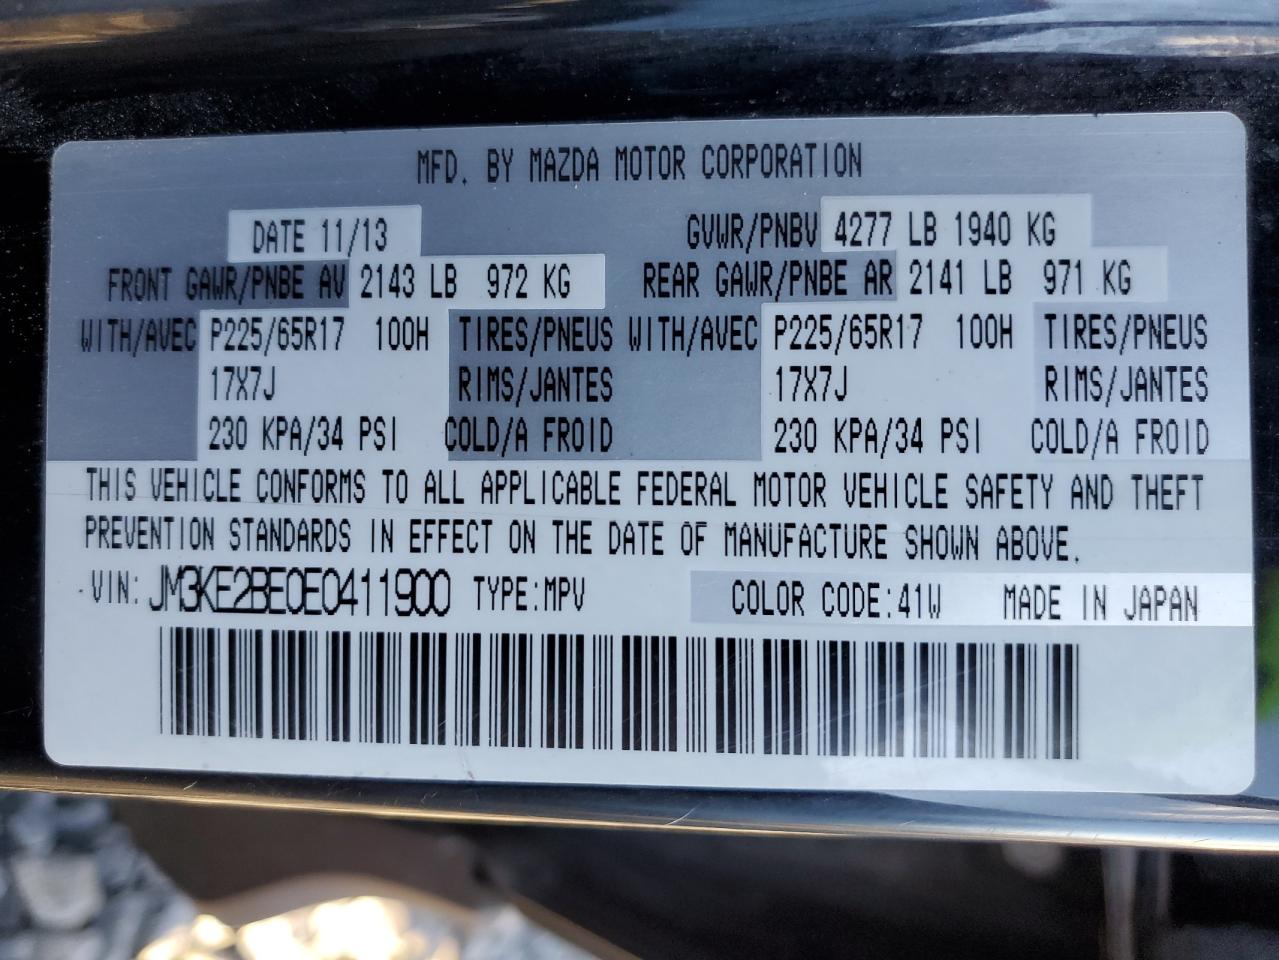 MFD. BY MAZDA MOTOR CORPORATION
DATE 11/13 GVWR/PNBV 4277 LB 1940 KG
FRONT GAWR/PNBE AV 2143 LB 972 KG REAR GAWR/PNBE AR 2141 LB 971 KG
WITH/AVEC P225/65R17 100H TIRES/PNEUS WITH/AVEC P225/65R17 100H TIRES/PNEUS
17X7J RIMS/JANTES 17X7J RIMS/JANTES
230 KPA/34 PSI COLD/A FROID 230 KPA/34 PSI COLD/A FROID
THIS VEHICLE CONFORMS TO ALL APPLICABLE FEDERAL MOTOR VEHICLE SAFETY AND THEFT
PREVENTION STANDARDS IN EFFECT ON THE DATE OF MANUFACTURE SHOWN ABOVE.
VIN: JM3KE2BE0E0411900 TYPE:MPV COLOR CODE:41W MADE IN JAPAN